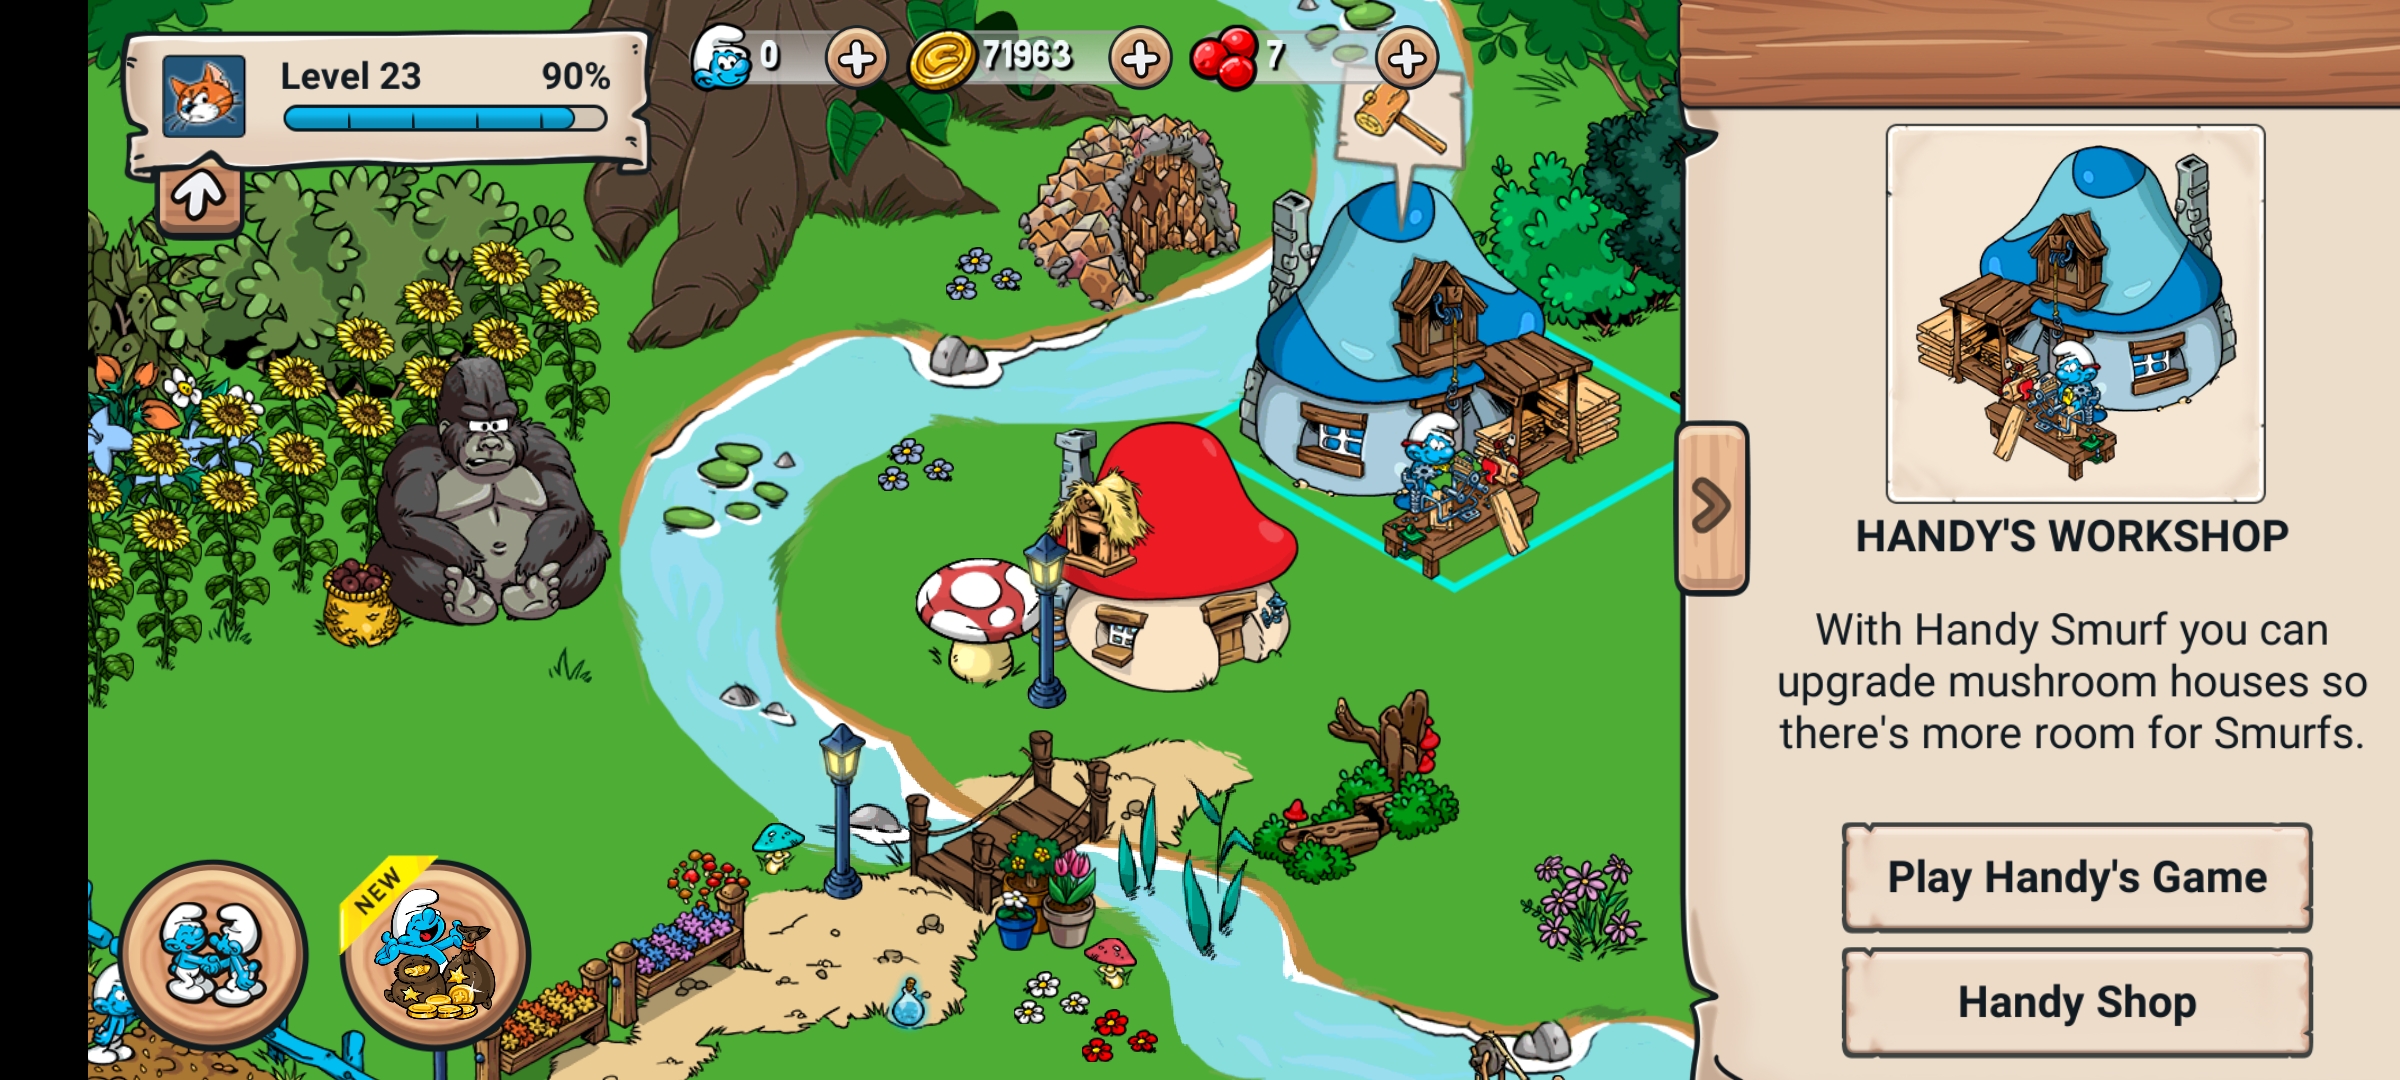 Level 23 90%
0
71963
7
HANDY'S WORKSHOP
With Handy Smurf you can
upgrade mushroom houses so
there's more room for Smurfs.
Play Handy's Game
NEW
Handy Shop